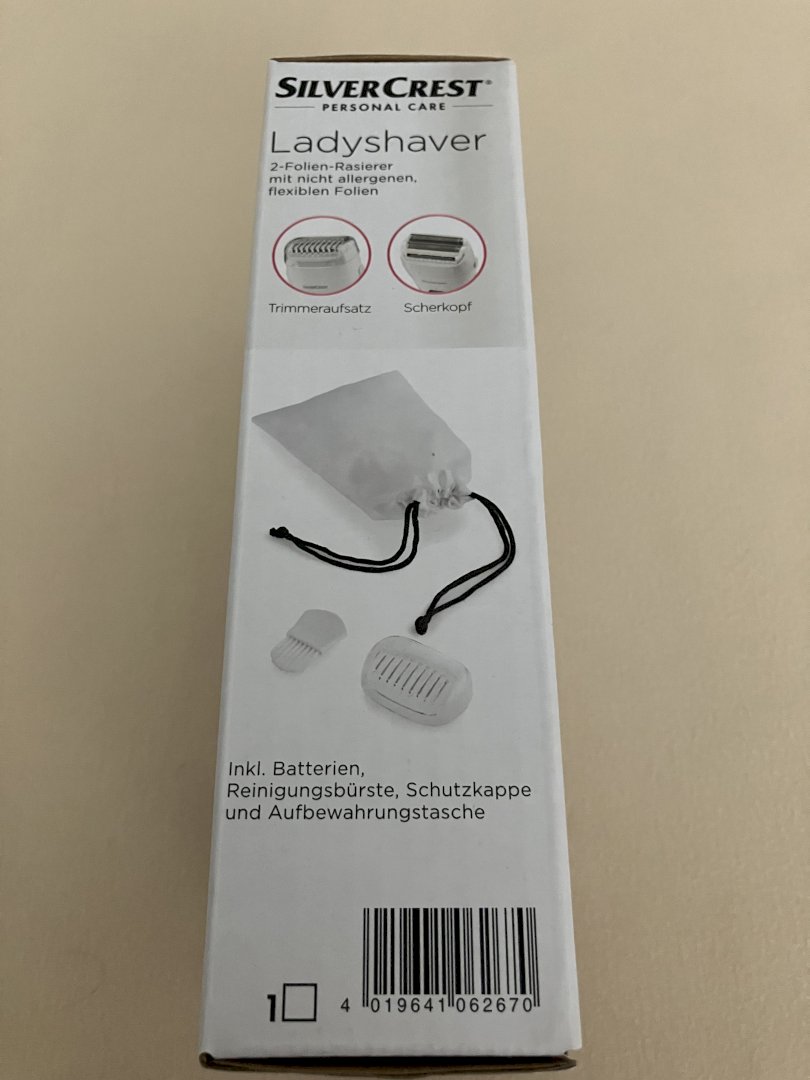 SILVERCREST®
PERSONAL CARE
Ladyshaver
2-Folien-Rasierer
mit nicht allergenen,
flexiblen Folien
Trimmeraufsatz Scherkopf
Inkl. Batterien,
Reinigungsbürste, Schutzkappe
und Aufbewahrungstasche
1
4 019641 062670